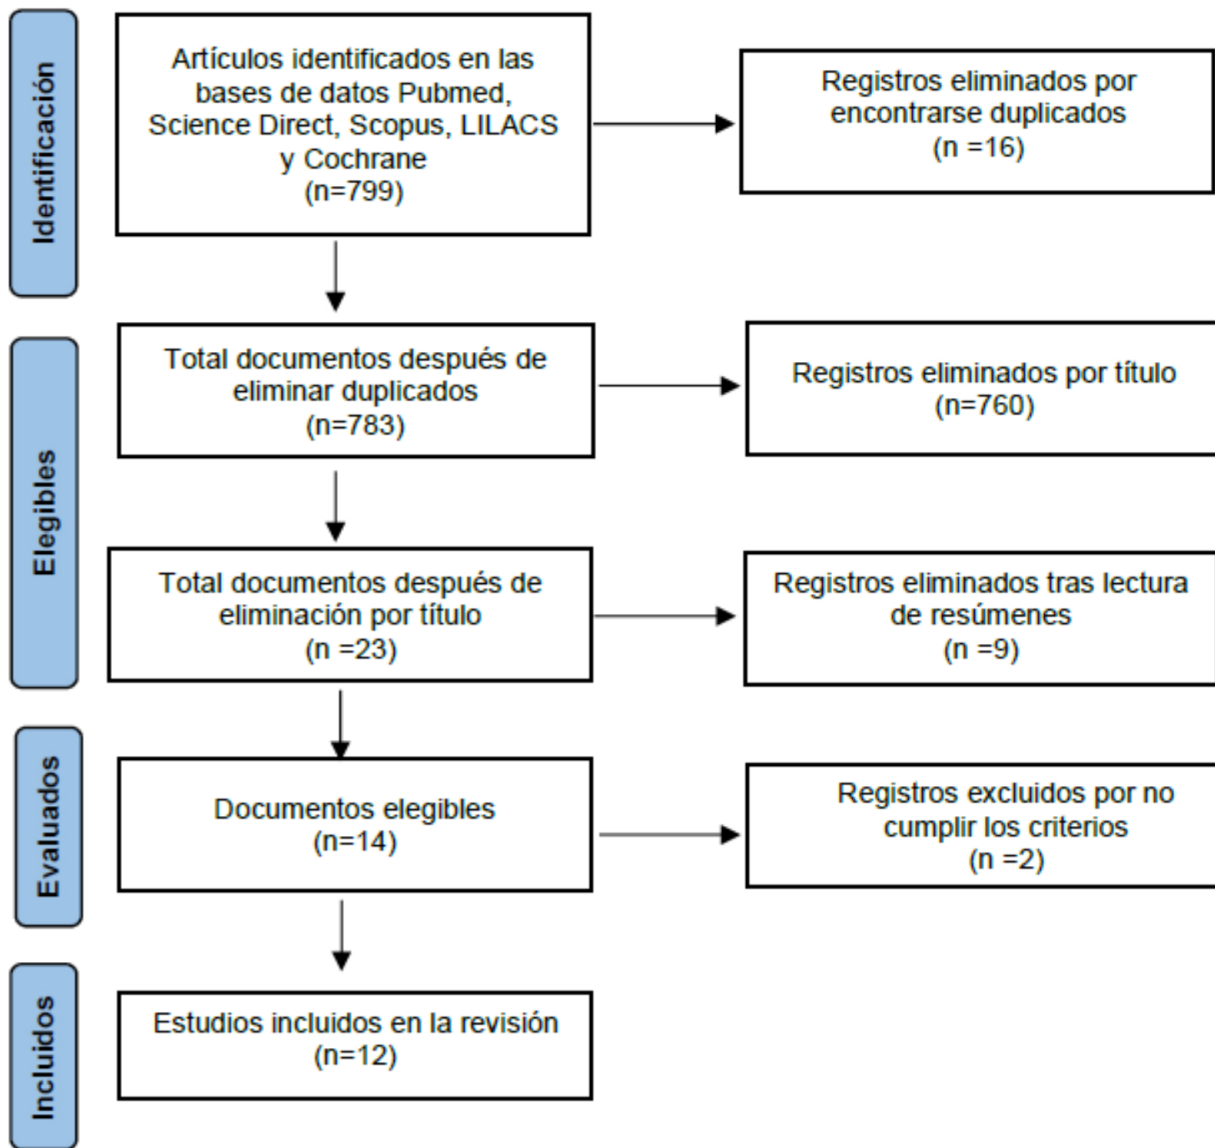 Identificación
Artículos identificados en las
bases de datos Pubmed,
Science Direct, Scopus, LILACS
y Cochrane
(n=799)
Registros eliminados por
encontrarse duplicados
(n =16)
Elegibles
Total documentos después de
eliminar duplicados
(n=783)
Registros eliminados por título
(n=760)
Total documentos después de
eliminación por título
(n =23)
Registros eliminados tras lectura
de resúmenes
(n =9)
Evaluados
Documentos elegibles
(n=14)
Registros excluidos por no
cumplir los criterios
(n =2)
Incluidos
Estudios incluidos en la revisión
(n=12)